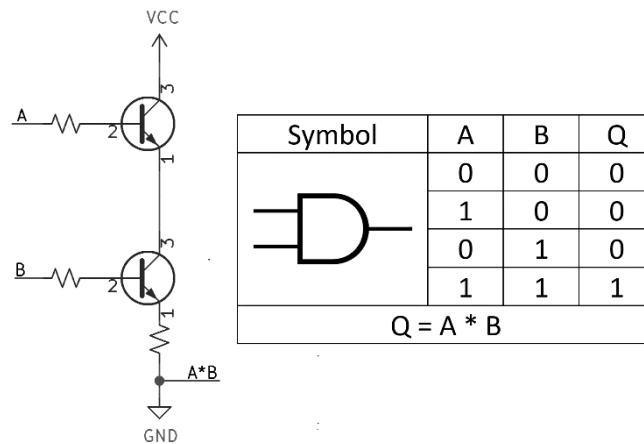 VCC
A
2
3
1
B
2
3
1
A*B
GND
Symbol A B Q
0 0 0
1 0 0
0 1 0
1 1 1
Q = A * B